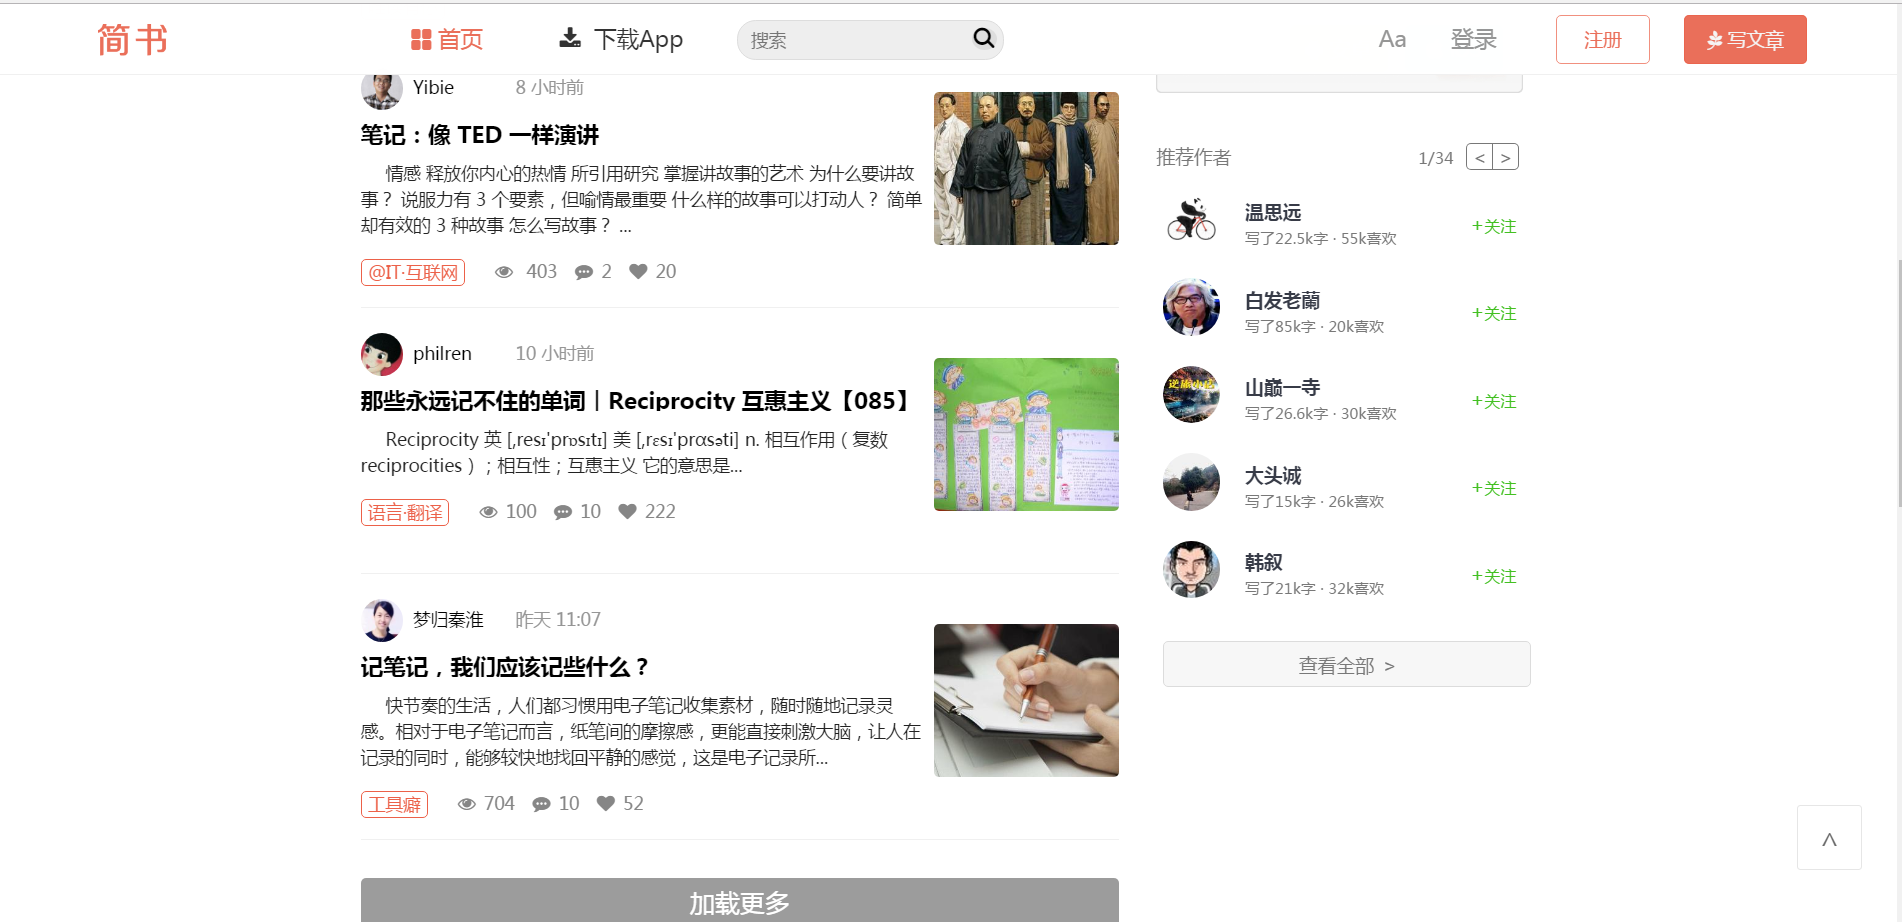 简书
首页
下载App
搜索
Aa
登录
注册
写文章
Yibie 8 小时前
笔记：像 TED 一样演讲
情感 释放你内心的热情 所引用研究 掌握讲故事的艺术 为什么要讲故
事？ 说服力有 3 个要素，但喻情最重要 什么样的故事可以打动人？ 简单
却有效的 3 种故事 怎么写故事？ ...
@IT·互联网 403 2 20
philren 10 小时前
那些永远记不住的单词丨Reciprocity 互惠主义【085】
Reciprocity 英 [,resɪ'prɒsɪtɪ] 美 [,rɛsɪ'prɑsəti] n. 相互作用（复数
reciprocities）；相互性；互惠主义 它的意思是...
语言·翻译 100 10 222
梦归秦淮 昨天 11:07
记笔记，我们应该记些什么？
快节奏的生活，人们都习惯用电子笔记收集素材，随时随地记录灵
感。相对于电子笔记而言，纸笔间的摩擦感，更能直接刺激大脑，让人在
记录的同时，能够较快地找回平静的感觉，这是电子记录所...
工具癖 704 10 52
加载更多
推荐作者 1/34 < >
温思远
写了22.5k字 · 55k喜欢
+关注
白发老蘭
写了85k字 · 20k喜欢
+关注
山巅一寺
写了26.6k字 · 30k喜欢
+关注
大头诚
写了15k字 · 26k喜欢
+关注
韩叙
写了21k字 · 32k喜欢
+关注
查看全部 >